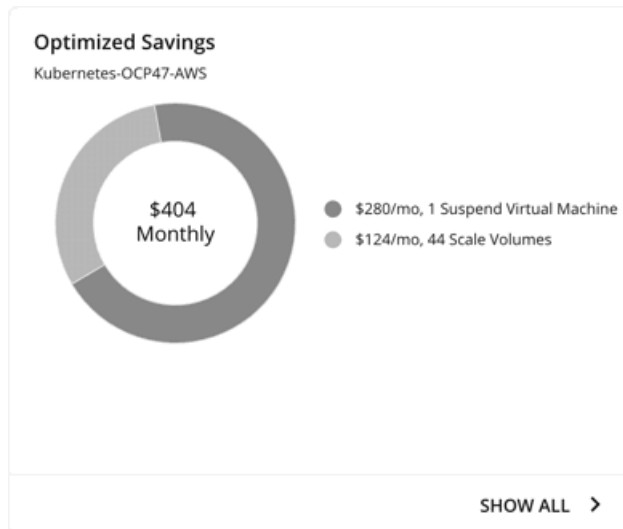 Optimized Savings
Kubernetes-OCP47-AWS
$404
Monthly
$280/mo, 1 Suspend Virtual Machine
$124/mo, 44 Scale Volumes
SHOW ALL